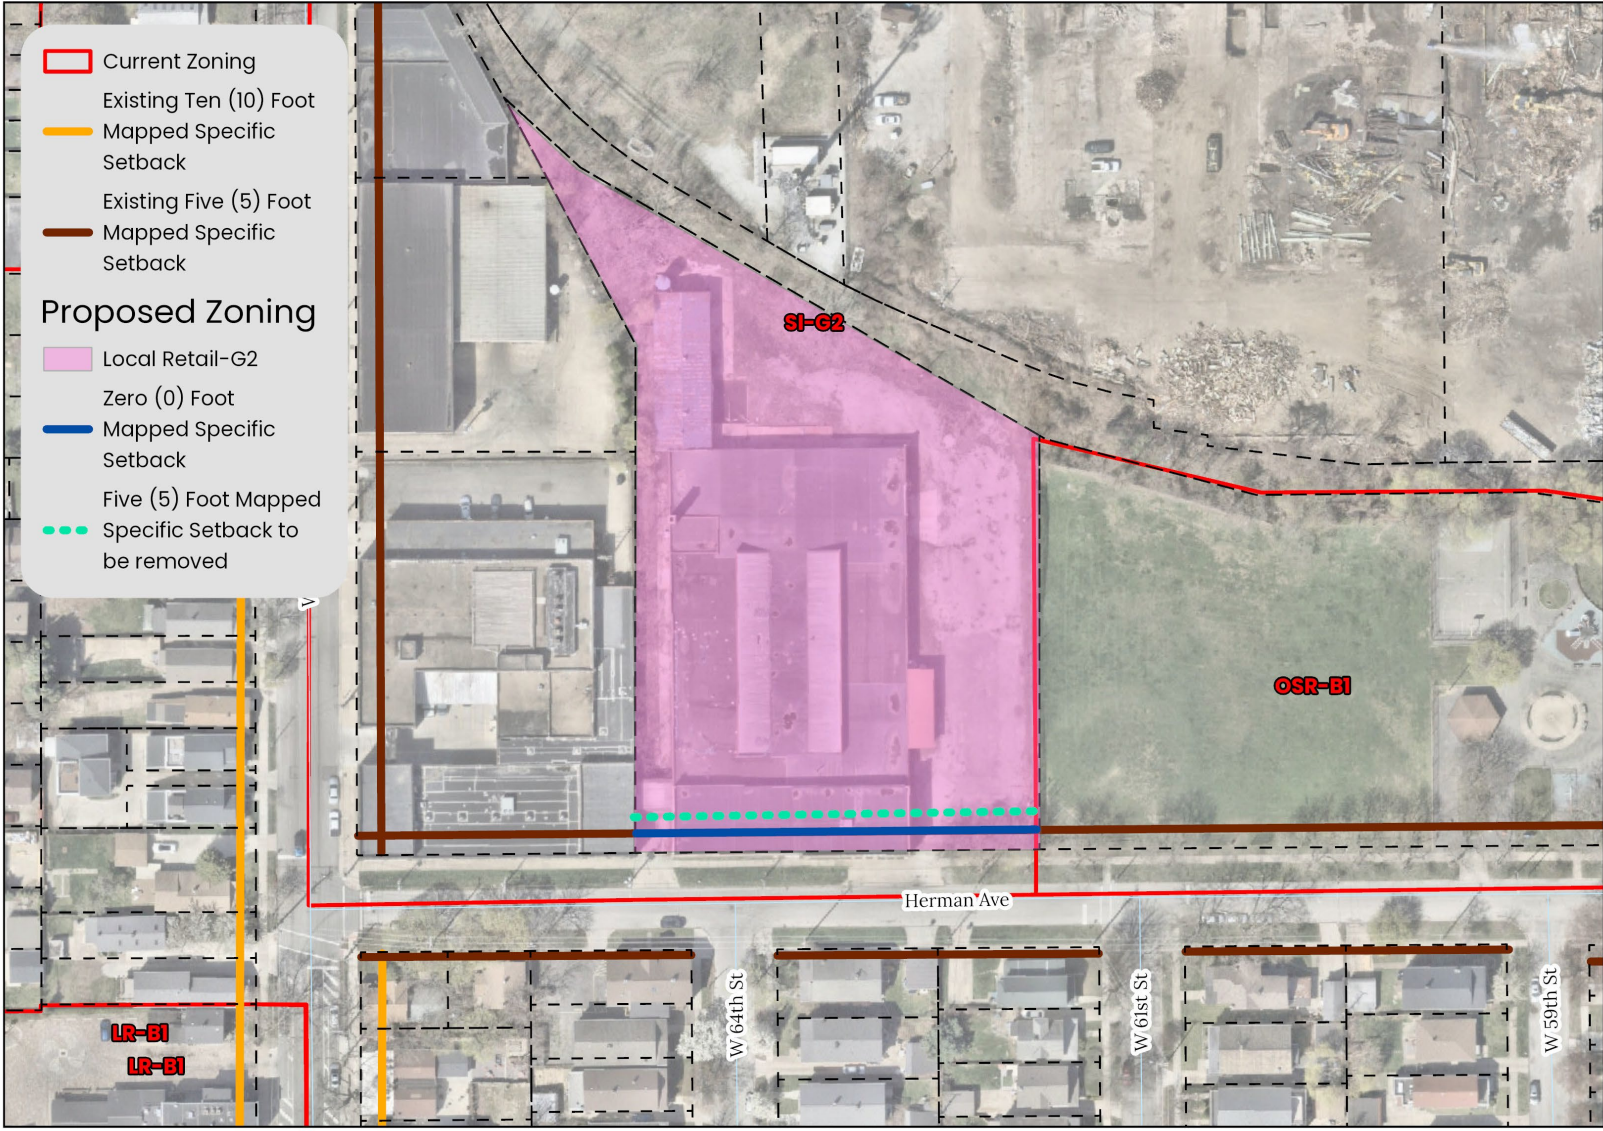 Current Zoning
Existing Ten (10) Foot
Mapped Specific
Setback
Existing Five (5) Foot
Mapped Specific
Setback
Proposed Zoning
Local Retail-G2
Zero (0) Foot
Mapped Specific
Setback
Five (5) Foot Mapped
Specific Setback to
be removed
SI-G2
OSR-B1
Herman Ave
W 64th St
W 61st St
W 59th St
LR-B1
LR-B1